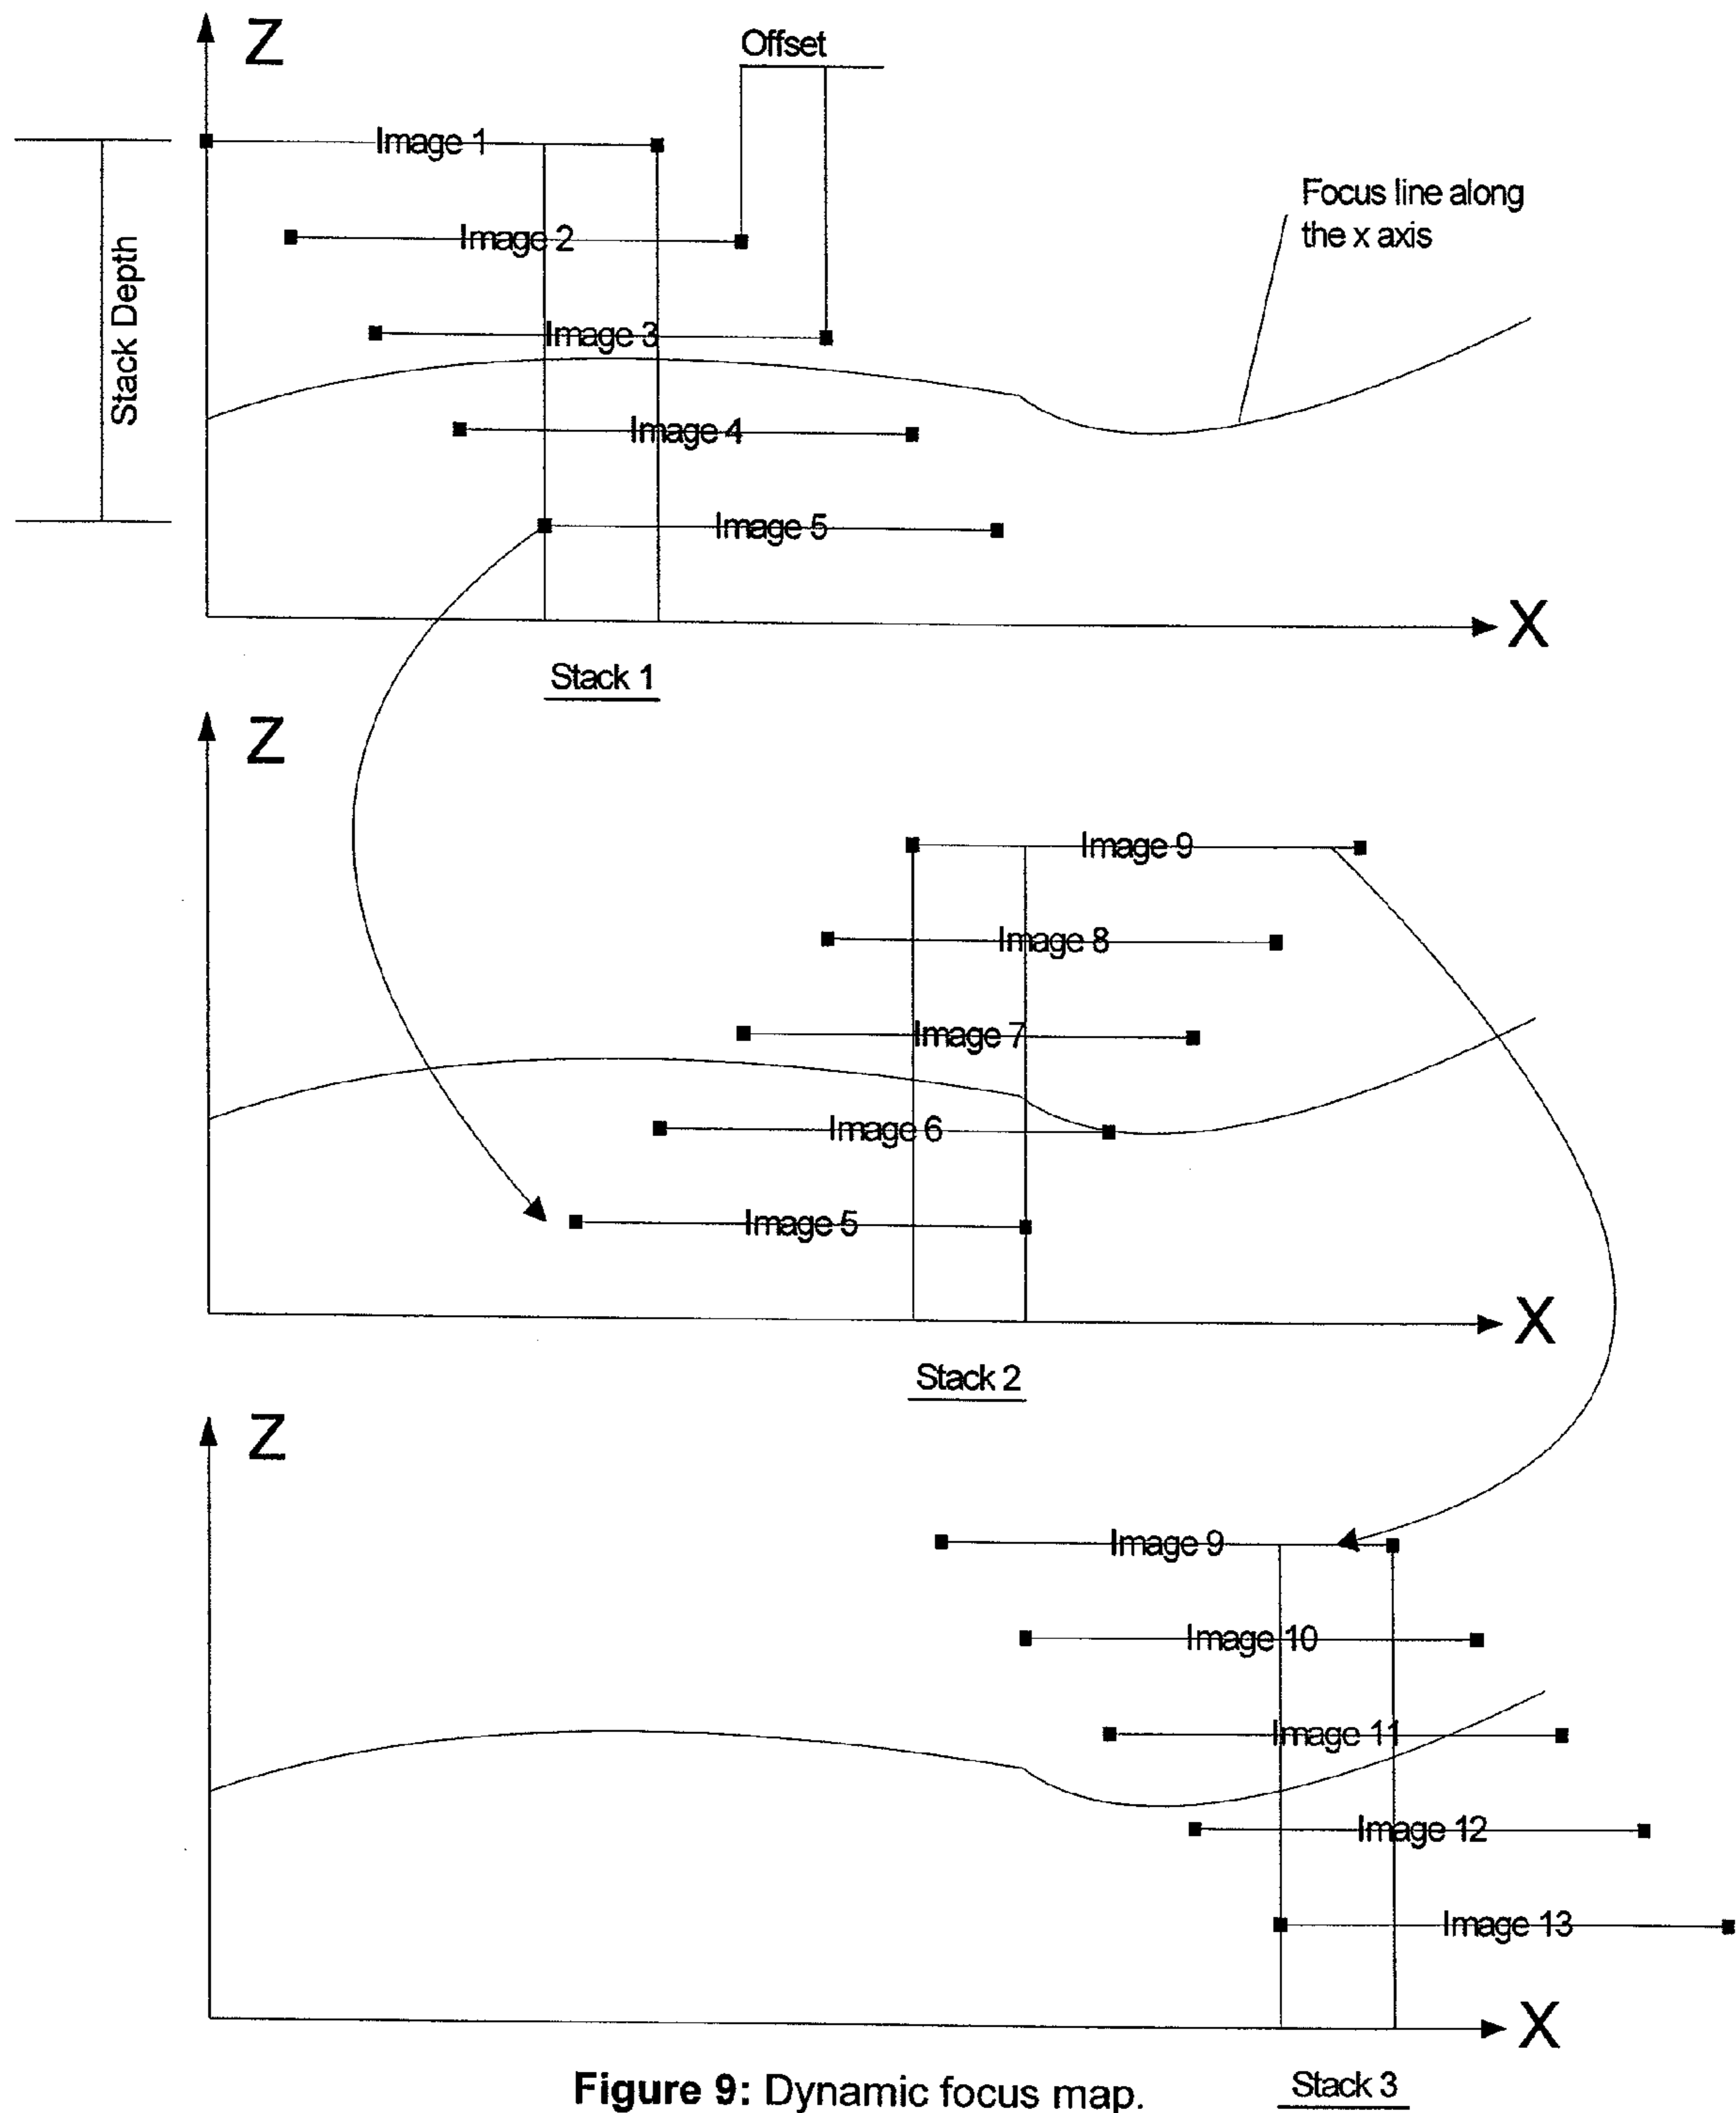 Z
Offset
Image 1
Image 2
Focus line along
the x axis
Stack Depth
Image 3
Image 4
Image 5
X
Stack 1
Z
Image 9
Image 8
Image 7
Image 6
Image 5
X
Stack 2
Z
Image 9
Image 10
Image 11
Image 12
Image 13
X
Figure 9: Dynamic focus map.
Stack 3